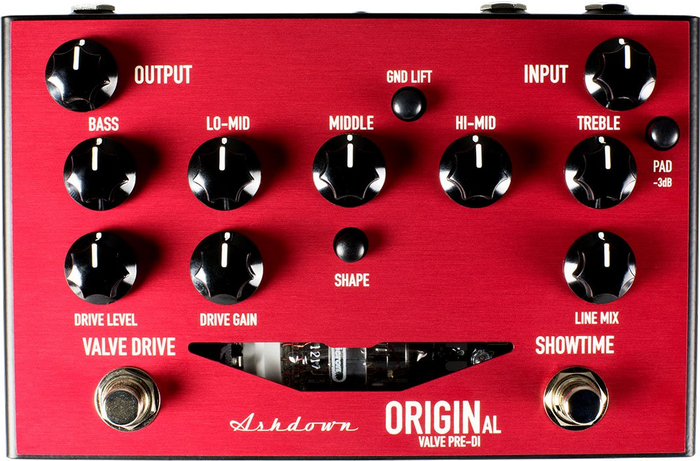 OUTPUT
GND LIFT
INPUT
BASS
LO-MID
MIDDLE
HI-MID
TREBLE
PAD
-3dB
SHAPE
DRIVE LEVEL
DRIVE GAIN
LINE MIX
VALVE DRIVE
SHOWTIME
Ashdown
ORIGINAL
VALVE PRE-DI